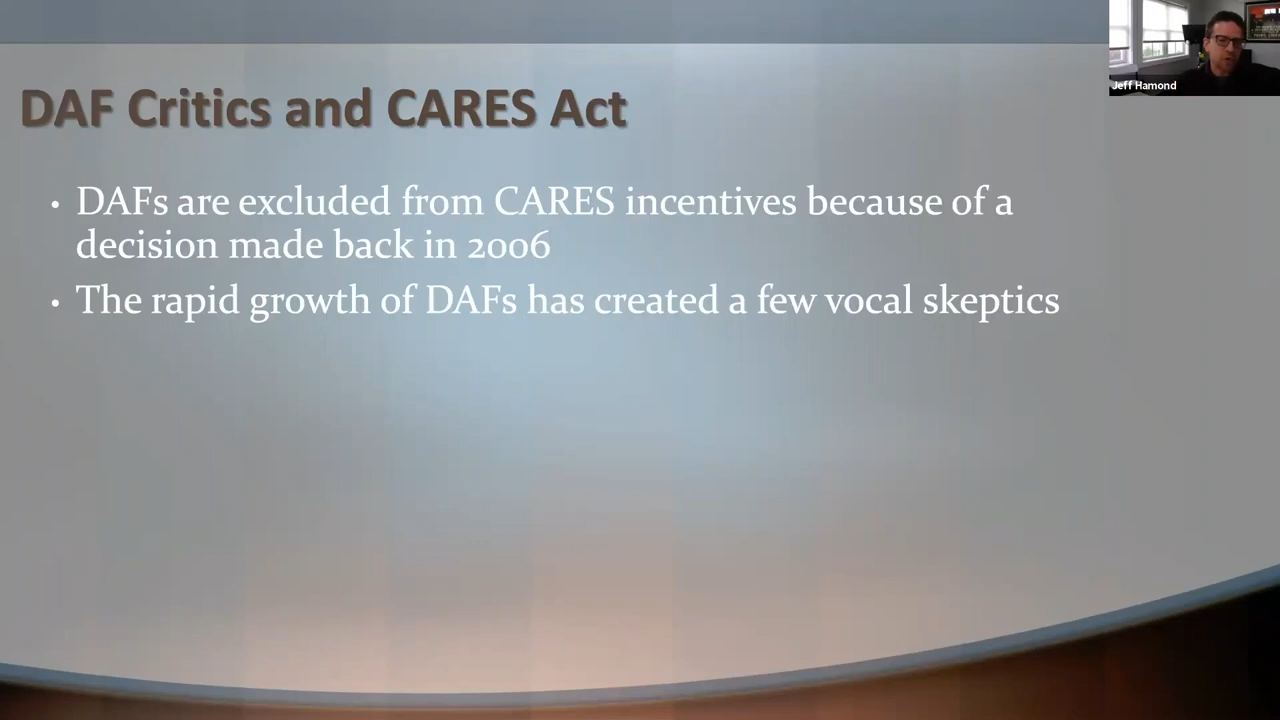 Jeff Hamond
DAF Critics and CARES Act
• DAFs are excluded from CARES incentives because of a
decision made back in 2006
• The rapid growth of DAFs has created a few vocal skeptics